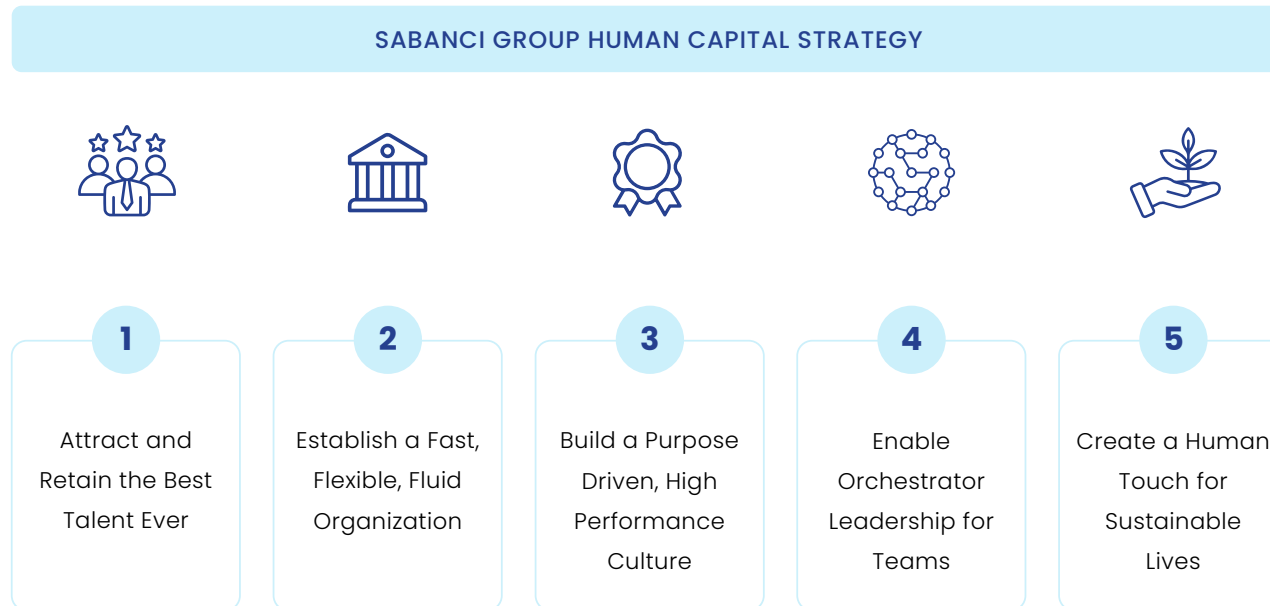 SABANCI GROUP HUMAN CAPITAL STRATEGY
1
Attract and
Retain the Best
Talent Ever
2
Establish a Fast,
Flexible, Fluid
Organization
3
Build a Purpose
Driven, High
Performance
Culture
4
Enable
Orchestrator
Leadership for
Teams
5
Create a Human
Touch for
Sustainable
Lives